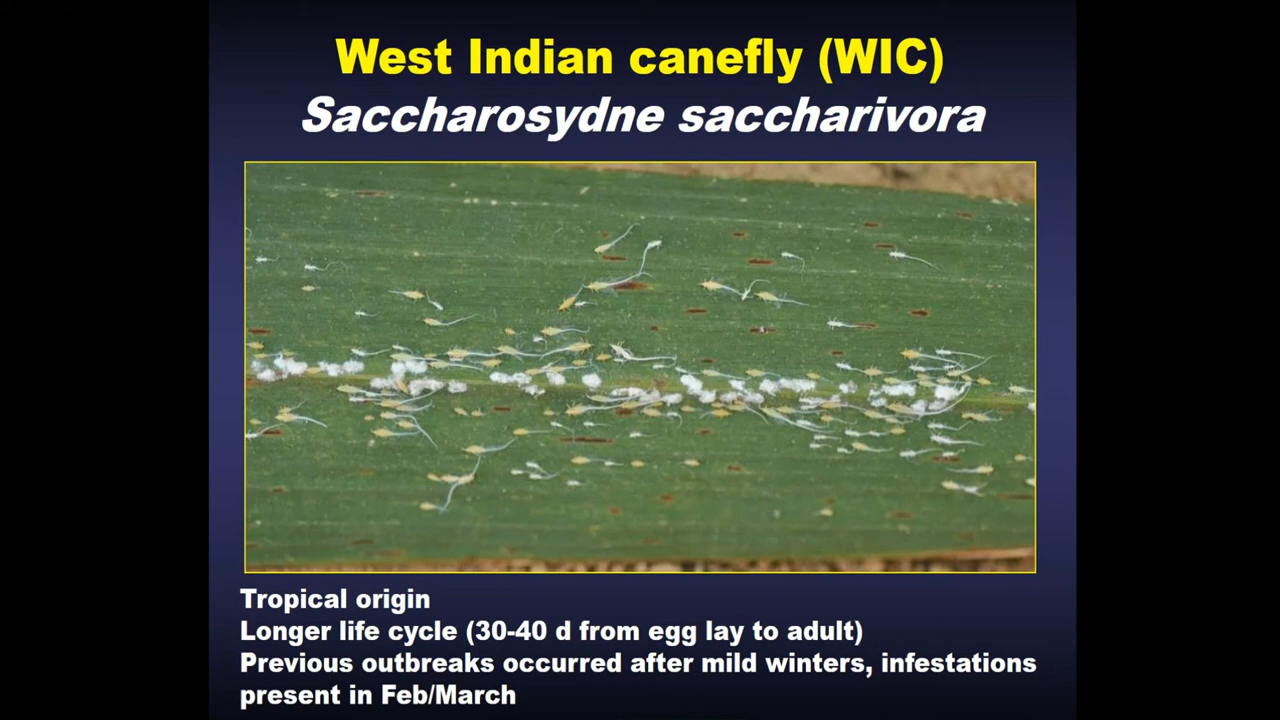 West Indian canefly (WIC)
Saccharosydne saccharivora
Tropical origin
Longer life cycle (30-40 d from egg lay to adult)
Previous outbreaks occurred after mild winters, infestations
present in Feb/March